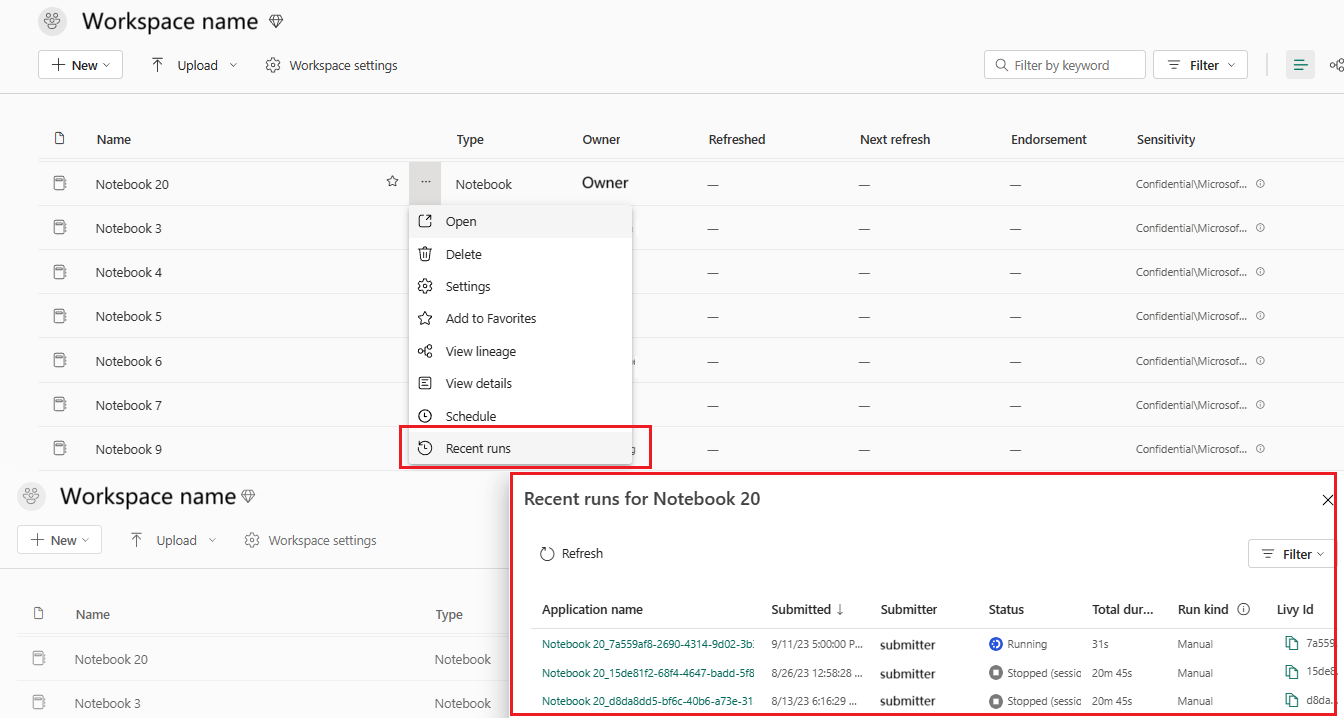 Workspace name
New Upload Workspace settings Filter by keyword Filter
Name Type Owner Refreshed Next refresh Endorsement Sensitivity
Notebook 20 ... Notebook Owner — — — Confidential\Microsof...
Open
Notebook 3 — — — Confidential\Microsof...
Delete
Notebook 4 — — — Confidential\Microsof...
Settings
Notebook 5 — — — Confidential\Microsof...
Add to Favorites
View lineage
Notebook 6 — — — Confidential\Microsof...
View details
Notebook 7 — — — Confidential\Microsof...
Schedule
Notebook 9 — — — Confidential\Microsof...
Recent runs
Workspace name
New Upload Workspace settings
Name Type
Notebook 20 Notebook
Notebook 3 Notebook
Recent runs for Notebook 20
Refresh Filter
Application name Submitted ↓ Submitter Status Total dur... Run kind Livy Id
Notebook 20_7a559af8-2690-4314-9d02-3b 9/11/23 5:00:00 P... submitter Running 31s Manual 7a559
Notebook 20_15de81f2-68f4-4647-badd-5f8 8/26/23 12:58:28 ... submitter Stopped (sessio 20m 45s Manual 15de8
Notebook 20_d8da8dd5-bf6c-40b6-a73e-31 8/13/23 6:16:29 ... submitter Stopped (sessio 20m 45s Manual d8da